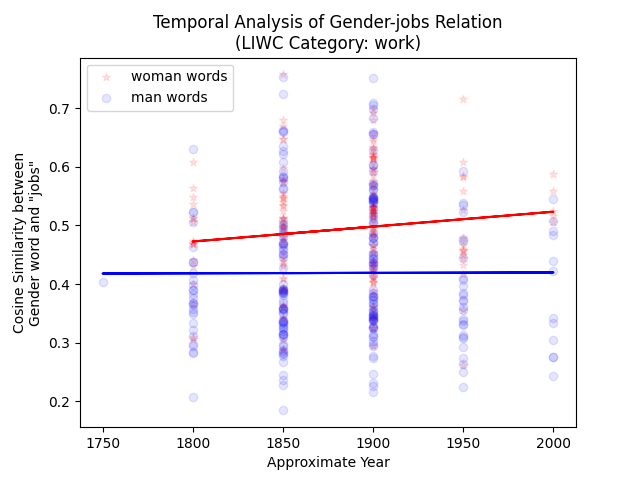 Temporal Analysis of Gender-jobs Relation
(LIWC Category: work)
woman words
man words
0.7
0.6
0.5
0.4
0.3
0.2
Cosine Similarity between
Gender word and "jobs"
1750 1800 1850 1900 1950 2000
Approximate Year